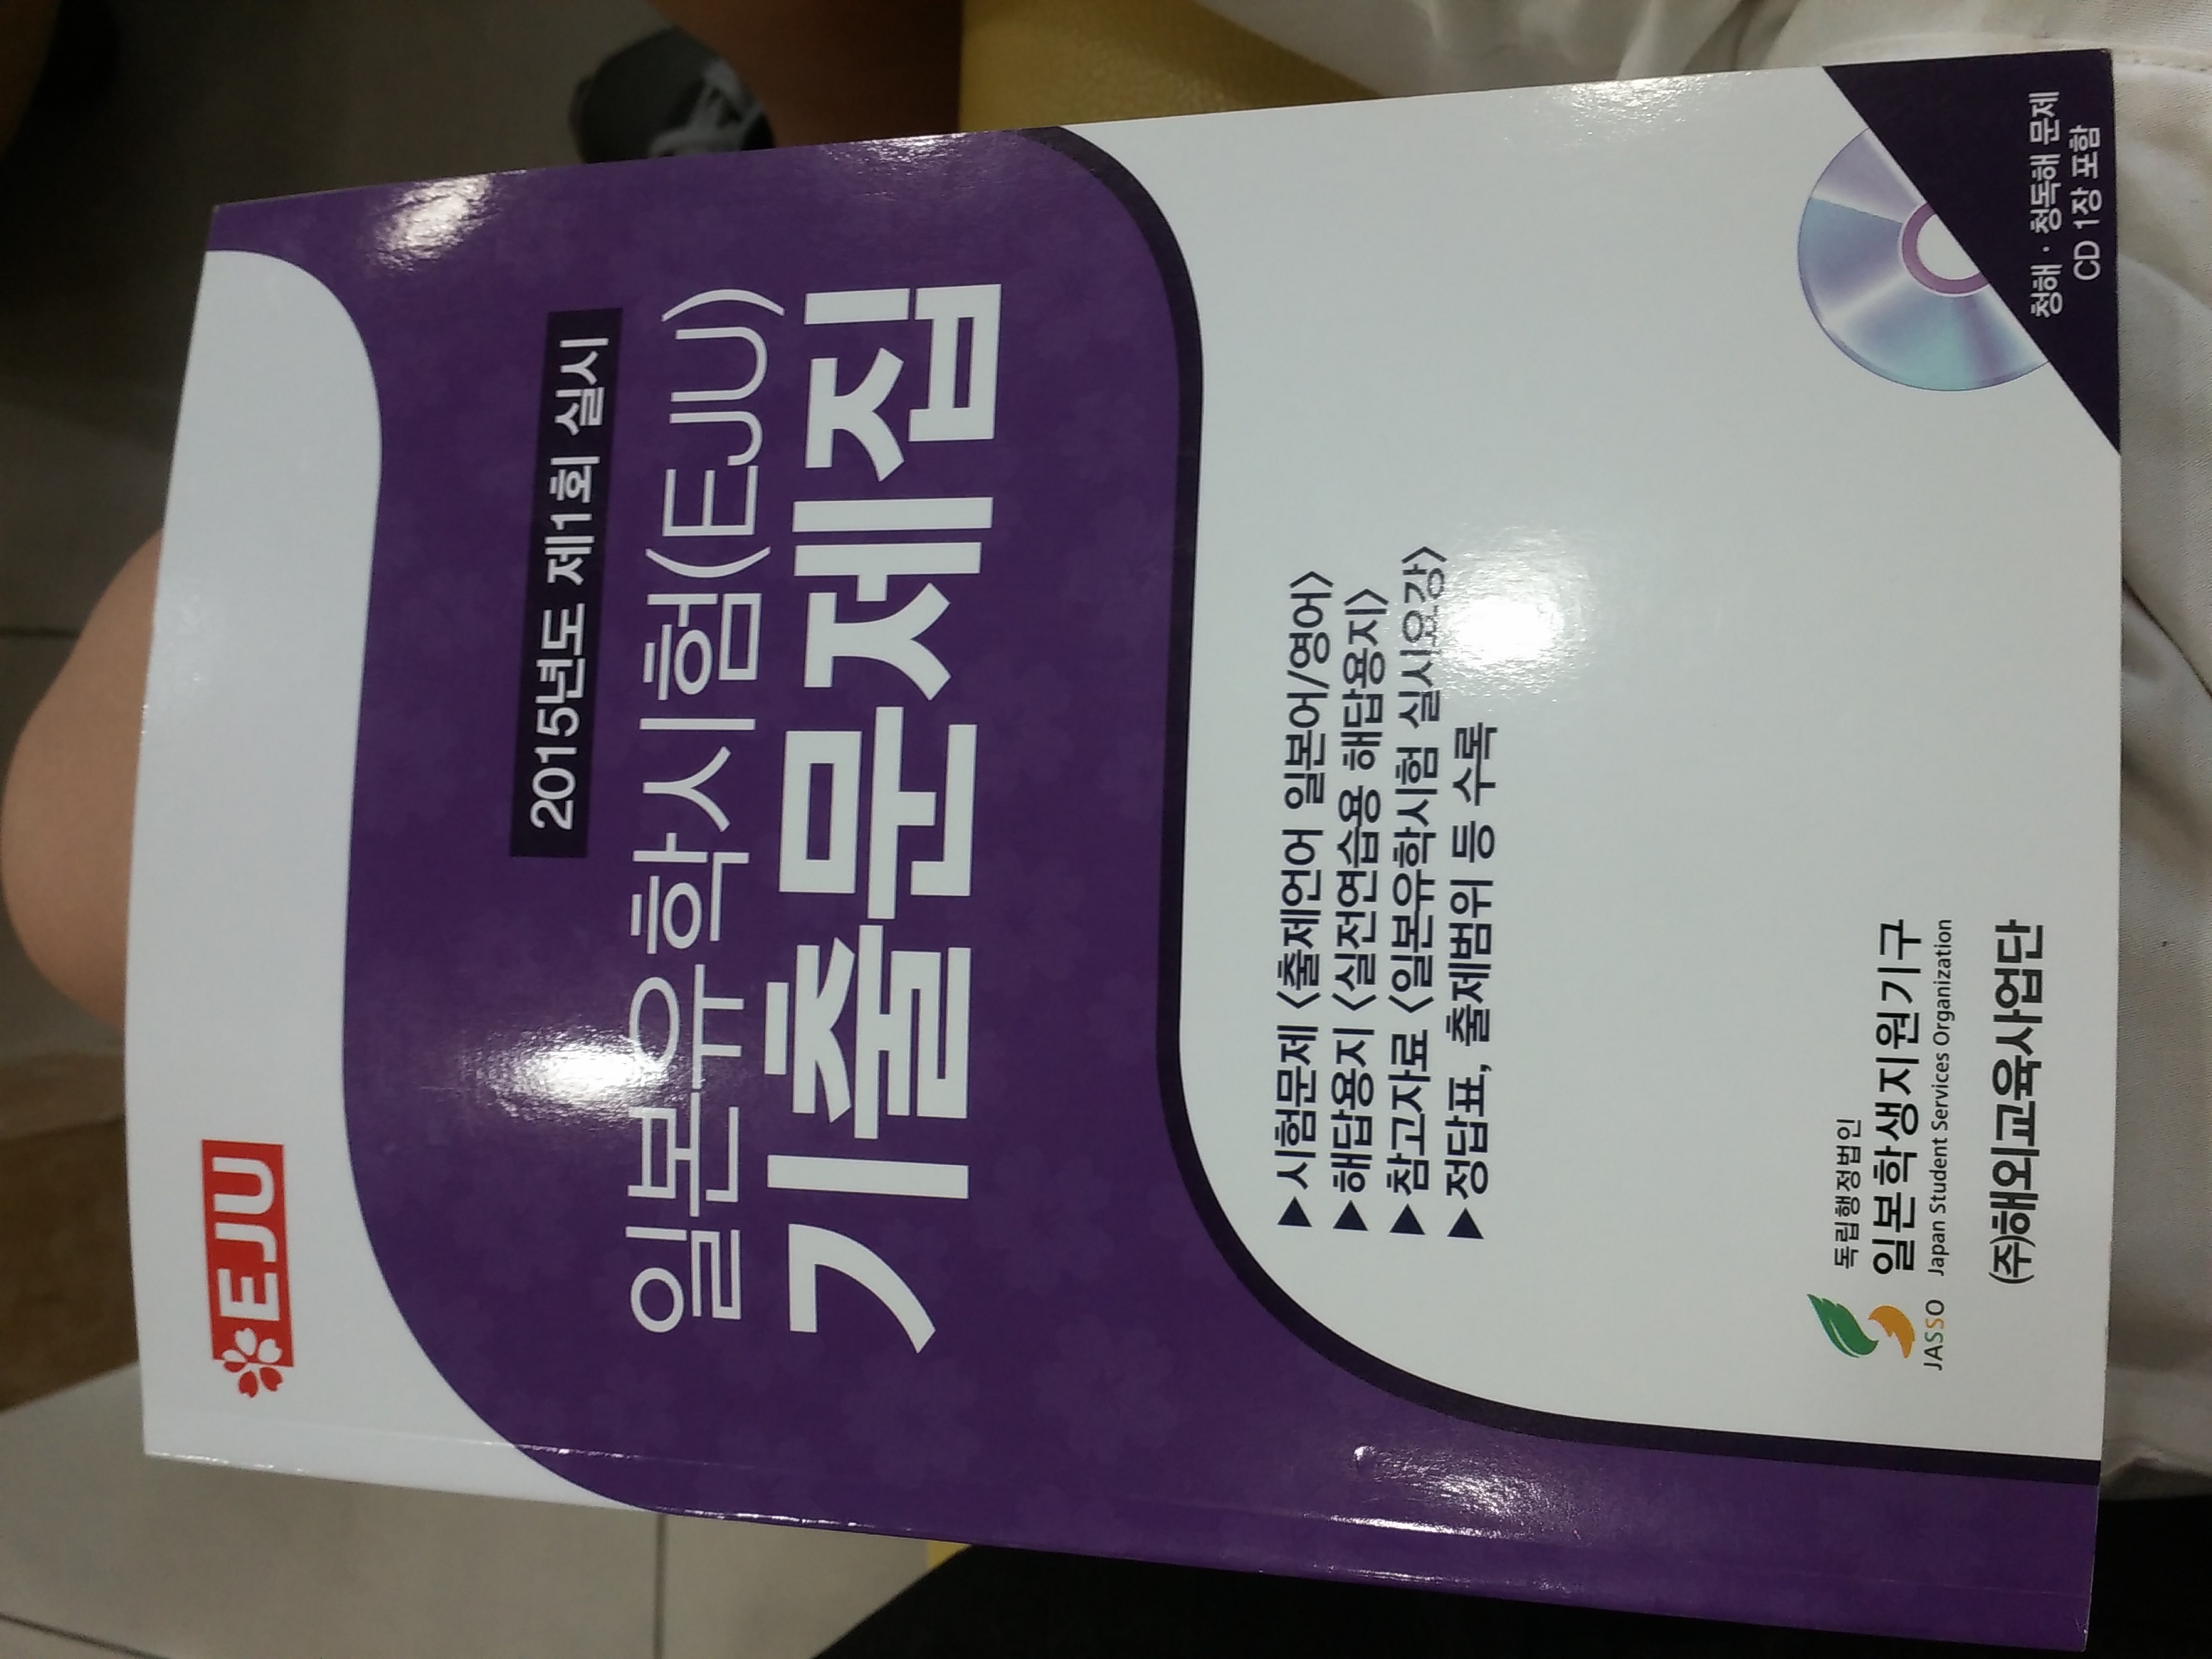 EJU
2015년도 제1회 실시
일본유학시험(EJU)
기출문제집
▶시험문제 <출제언어 일본어/영어>
▶해답용지 <실전연습용 해답용지>
▶참고자료 <일본유학시험 실시요강>
▶정답표, 출제범위 등 수록
독립행정법인
일본학생지원기구
JASSO Japan Student Services Organization
(주)해외교육사업단
청해·청독해 문제
CD 1장 포함